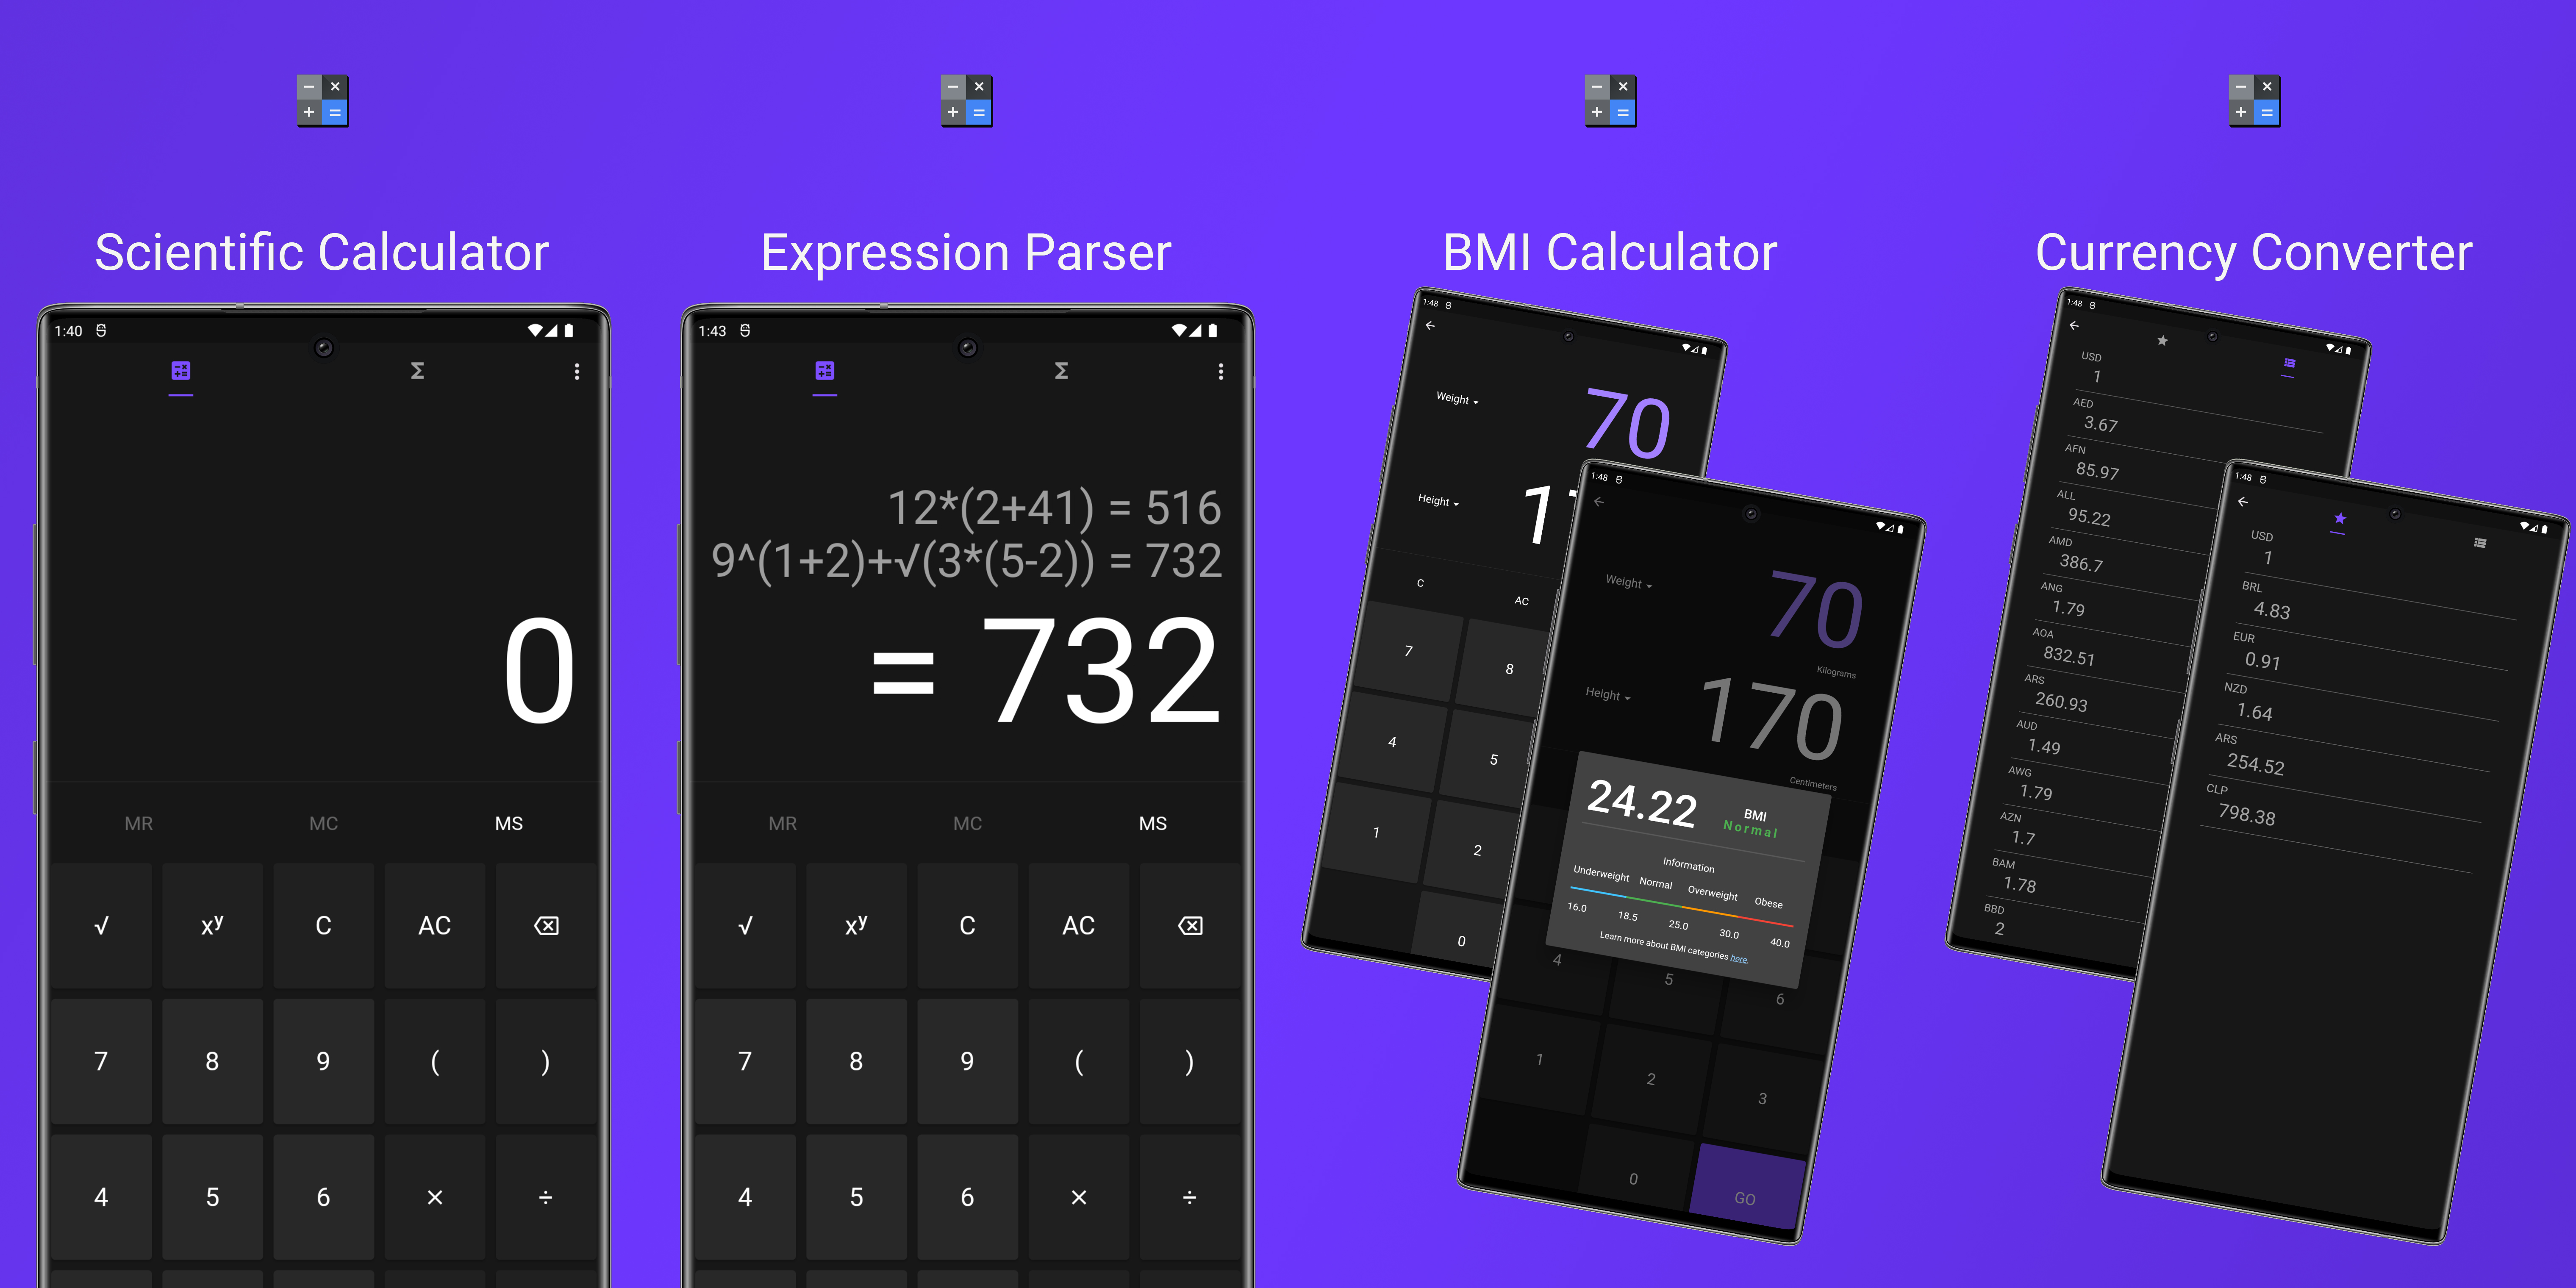 Scientific Calculator
1:40
0
MR MC MS
√ xʸ C AC
7 8 9 ( )
4 5 6 × ÷
Expression Parser
1:43
12*(2+41) = 516
9^(1+2)+√(3*(5-2)) = 732
= 732
MR MC MS
√ xʸ C AC
7 8 9 ( )
4 5 6 × ÷
BMI Calculator
1:48
Weight 70
Height 17
C AC
7 8
4 5
1 2
0
1:48
Weight 70
Kilograms
Height 170
Centimeters
24.22 BMI
Normal
Information
Underweight Normal Overweight Obese
16.0 18.5 25.0 30.0 40.0
Learn more about BMI categories here.
4 5 6
1 2 3
0 GO
Currency Converter
1:48
USD
1
AED
3.67
AFN
85.97
ALL
95.22
AMD
386.7
ANG
1.79
AOA
832.51
ARS
260.93
AUD
1.49
AWG
1.79
AZN
1.7
BAM
1.78
BBD
2
1:48
USD
1
BRL
4.83
EUR
0.91
NZD
1.64
ARS
254.52
CLP
798.38